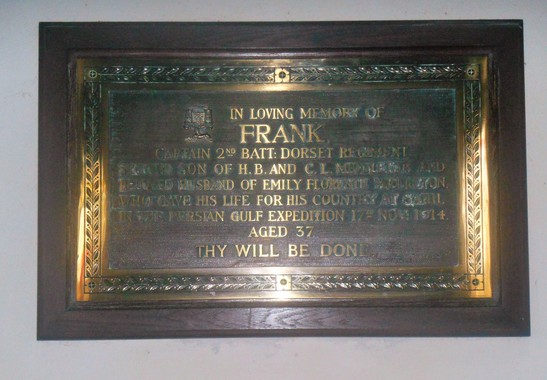 IN LOVING MEMORY OF
FRANK,
CAPTAIN 2ND BATT: DORSET REGIMENT
SON OF H.B. AND C.L. AND
BELOVED HUSBAND OF EMILY FLORENCE
WHO GAVE HIS LIFE FOR HIS COUNTRY AT
IN THE PERSIAN GULF EXPEDITION 17TH NOV: 1914.
AGED 37
THY WILL BE DONE